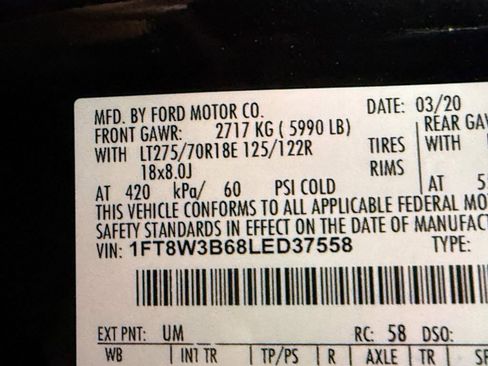 MFD. BY FORD MOTOR CO. DATE: 03/20
FRONT GAWR: 2717 KG ( 5990 LB) REAR GA
WITH LT275/70R18E 125/122R TIRES WITH
18x8.0J RIMS
AT 420 kPa/ 60 PSI COLD AT 5
THIS VEHICLE CONFORMS TO ALL APPLICABLE FEDERAL MO
SAFETY STANDARDS IN EFFECT ON THE DATE OF MANUFACT
VIN: 1FT8W3B68LED37558 TYPE:
EXT PNT: UM RC: 58 DSO:
WB INT TR TP/PS R AXLE TR SP